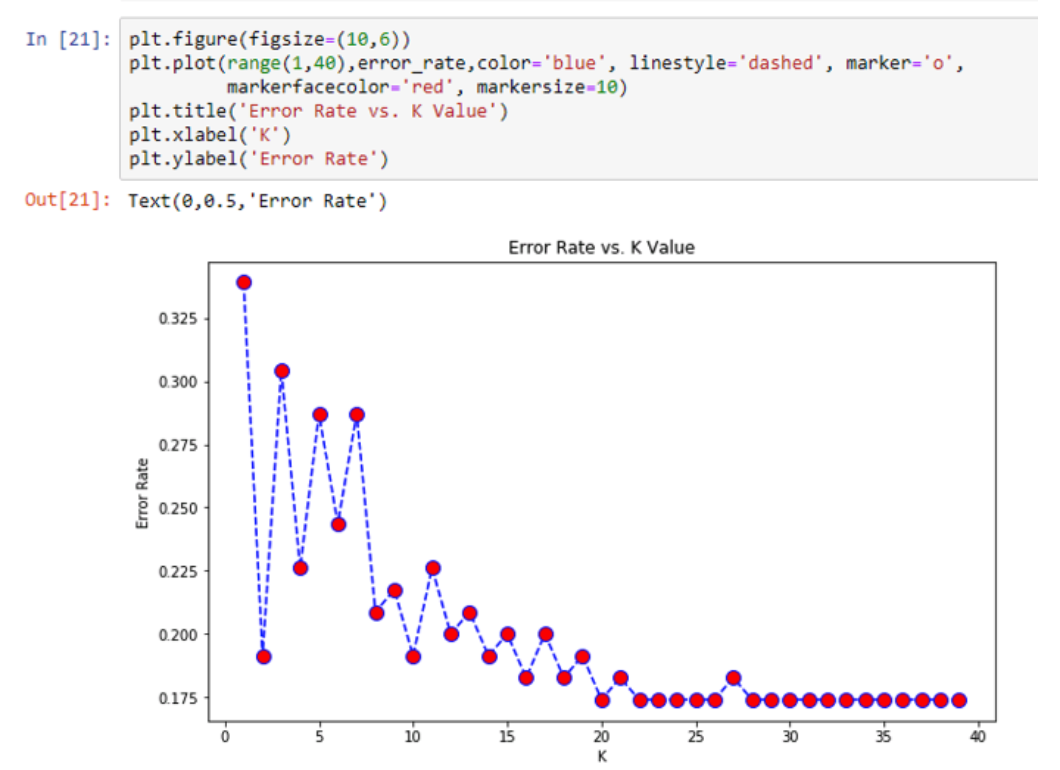 In [21]: plt.figure(figsize=(10,6))
plt.plot(range(1,40),error_rate,color='blue', linestyle='dashed', marker='o',
markerfacecolor='red', markersize=10)
plt.title('Error Rate vs. K Value')
plt.xlabel('K')
plt.ylabel('Error Rate')
Out[21]: Text(0,0.5,'Error Rate')
Error Rate vs. K Value
Error Rate
0.325
0.300
0.275
0.250
0.225
0.200
0.175
0 5 10 15 20 25 30 35 40
K